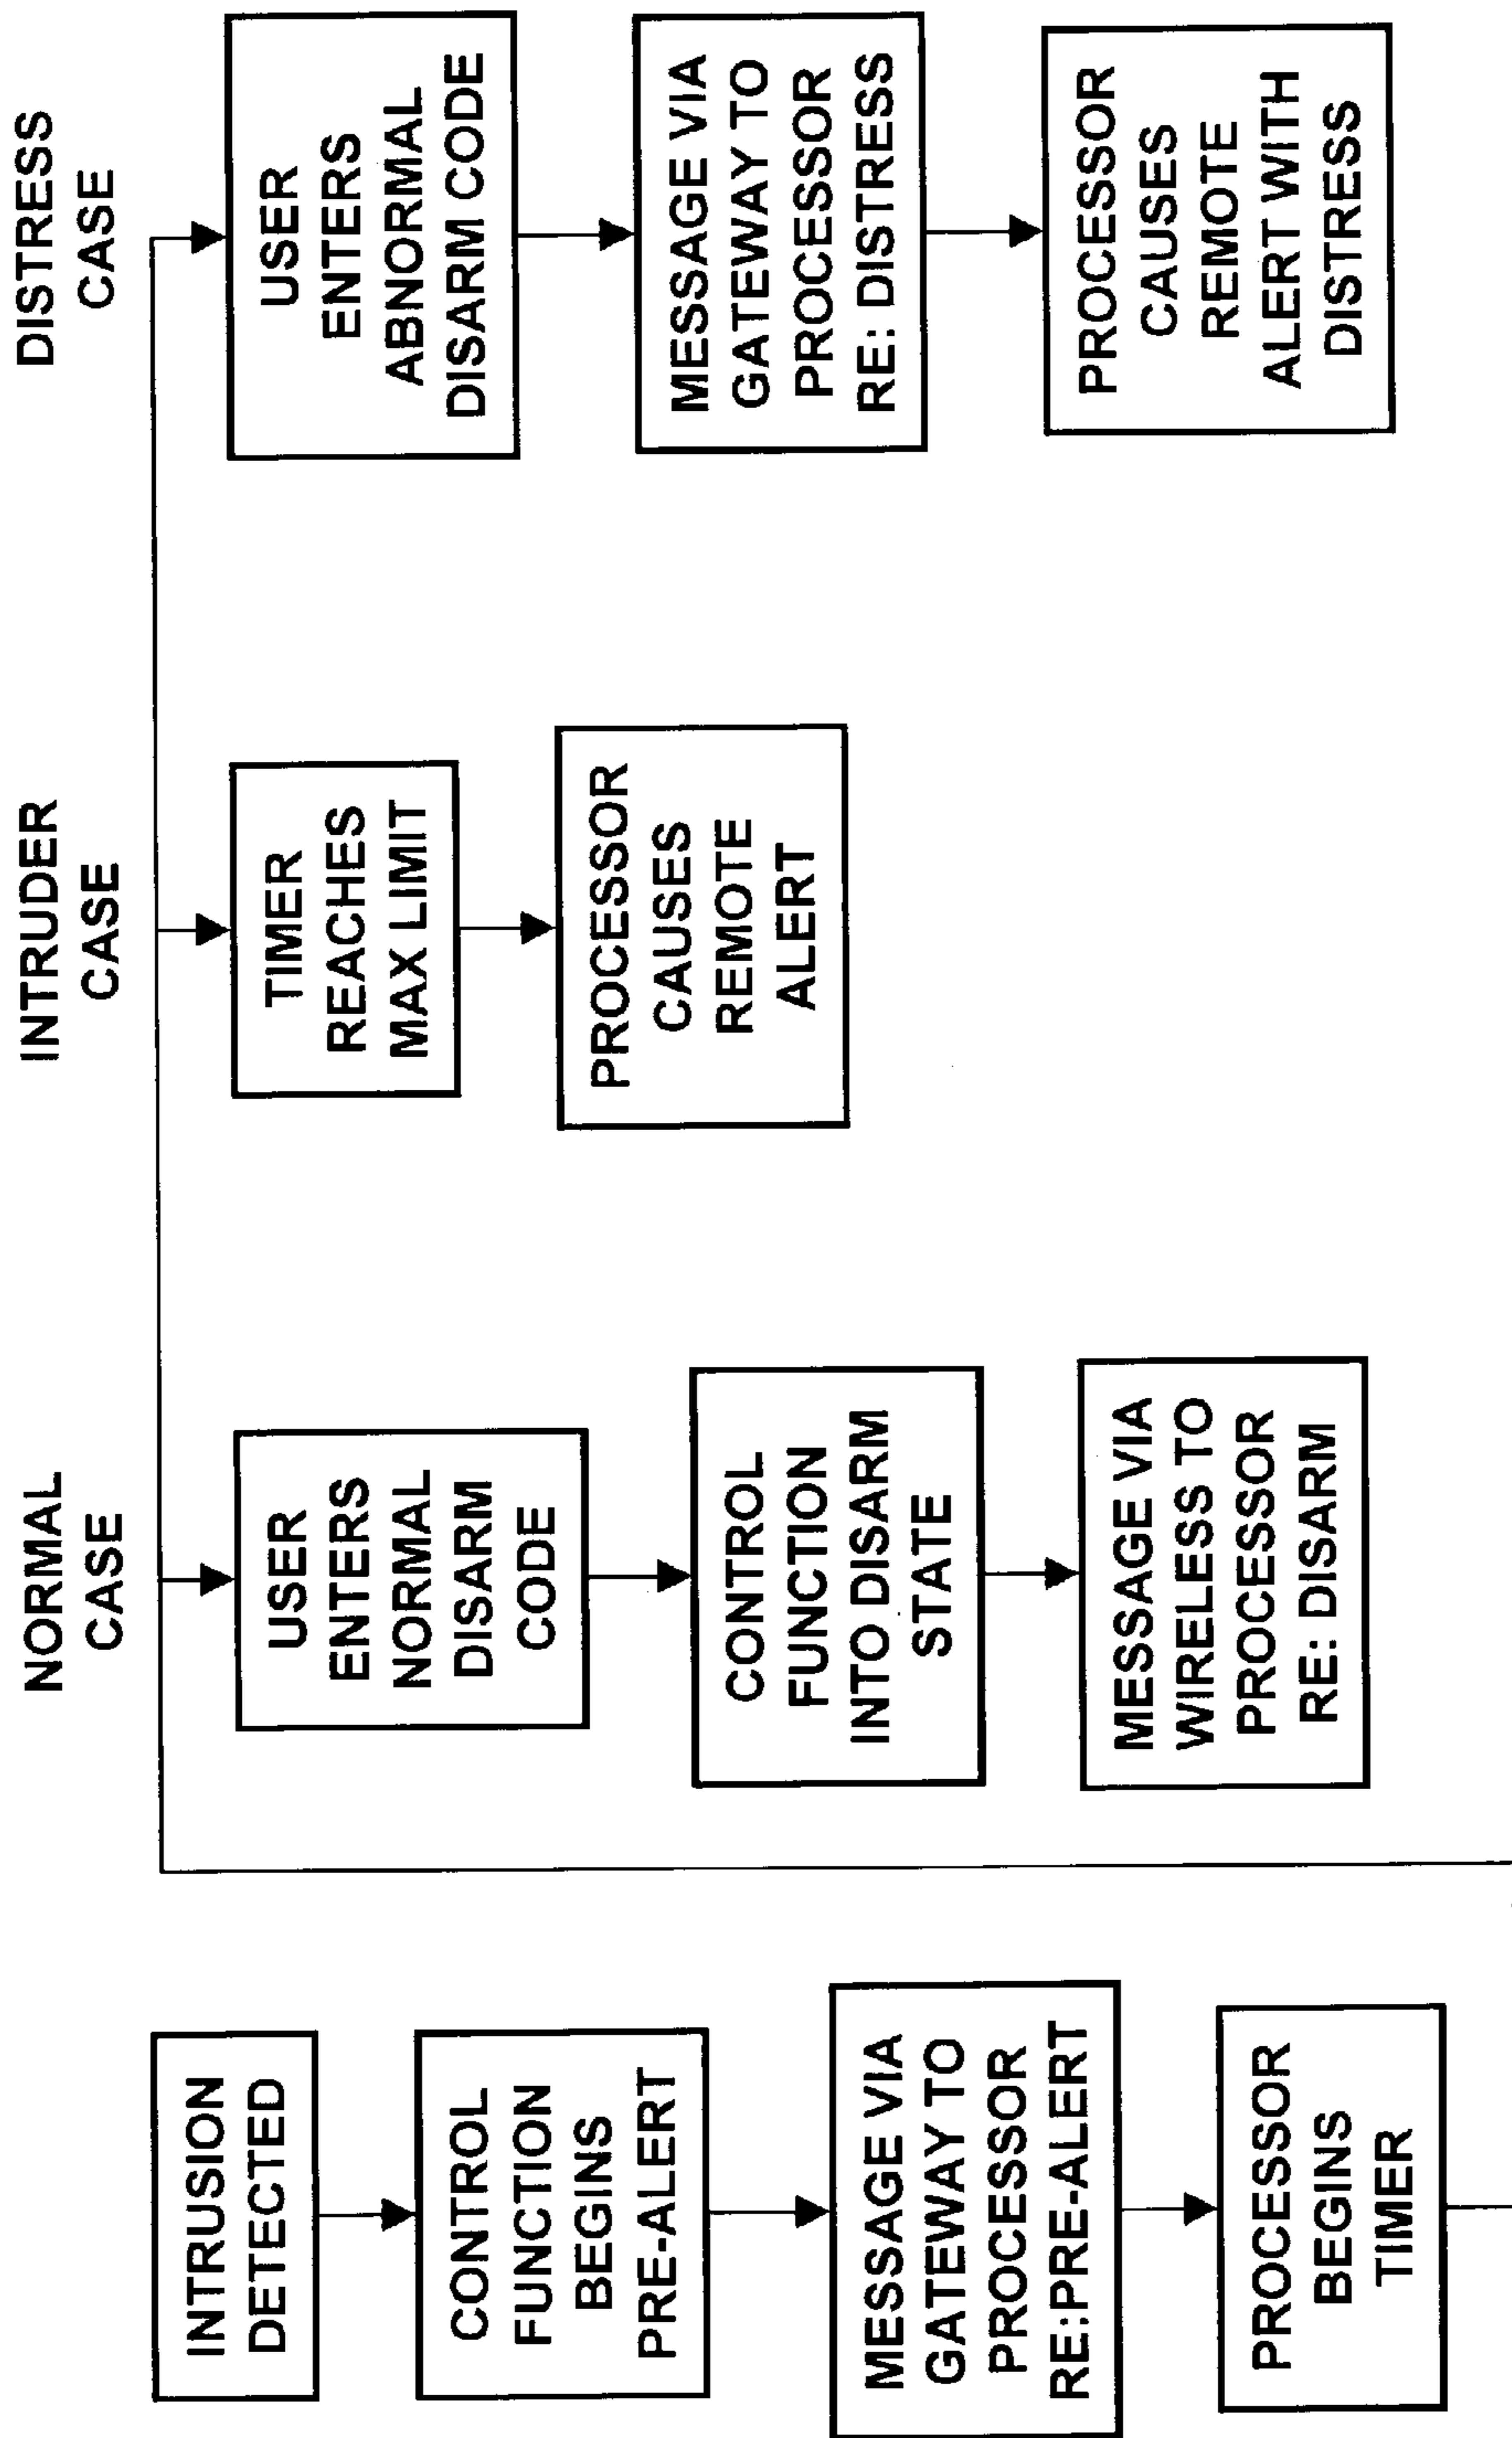 INTRUSION
DETECTED
CONTROL
FUNCTION
BEGINS
PRE-ALERT
MESSAGE VIA
GATEWAY TO
PROCESSOR
RE:PRE-ALERT
PROCESSOR
BEGINS
TIMER
NORMAL
CASE
USER
ENTERS
NORMAL
DISARM
CODE
CONTROL
FUNCTION
INTO DISARM
STATE
MESSAGE VIA
WIRELESS TO
PROCESSOR
RE: DISARM
INTRUDER
CASE
TIMER
REACHES
MAX LIMIT
PROCESSOR
CAUSES
REMOTE
ALERT
DISTRESS
CASE
USER
ENTERS
ABNORMAL
DISARM CODE
MESSAGE VIA
GATEWAY TO
PROCESSOR
RE: DISTRESS
PROCESSOR
CAUSES
REMOTE
ALERT WITH
DISTRESS